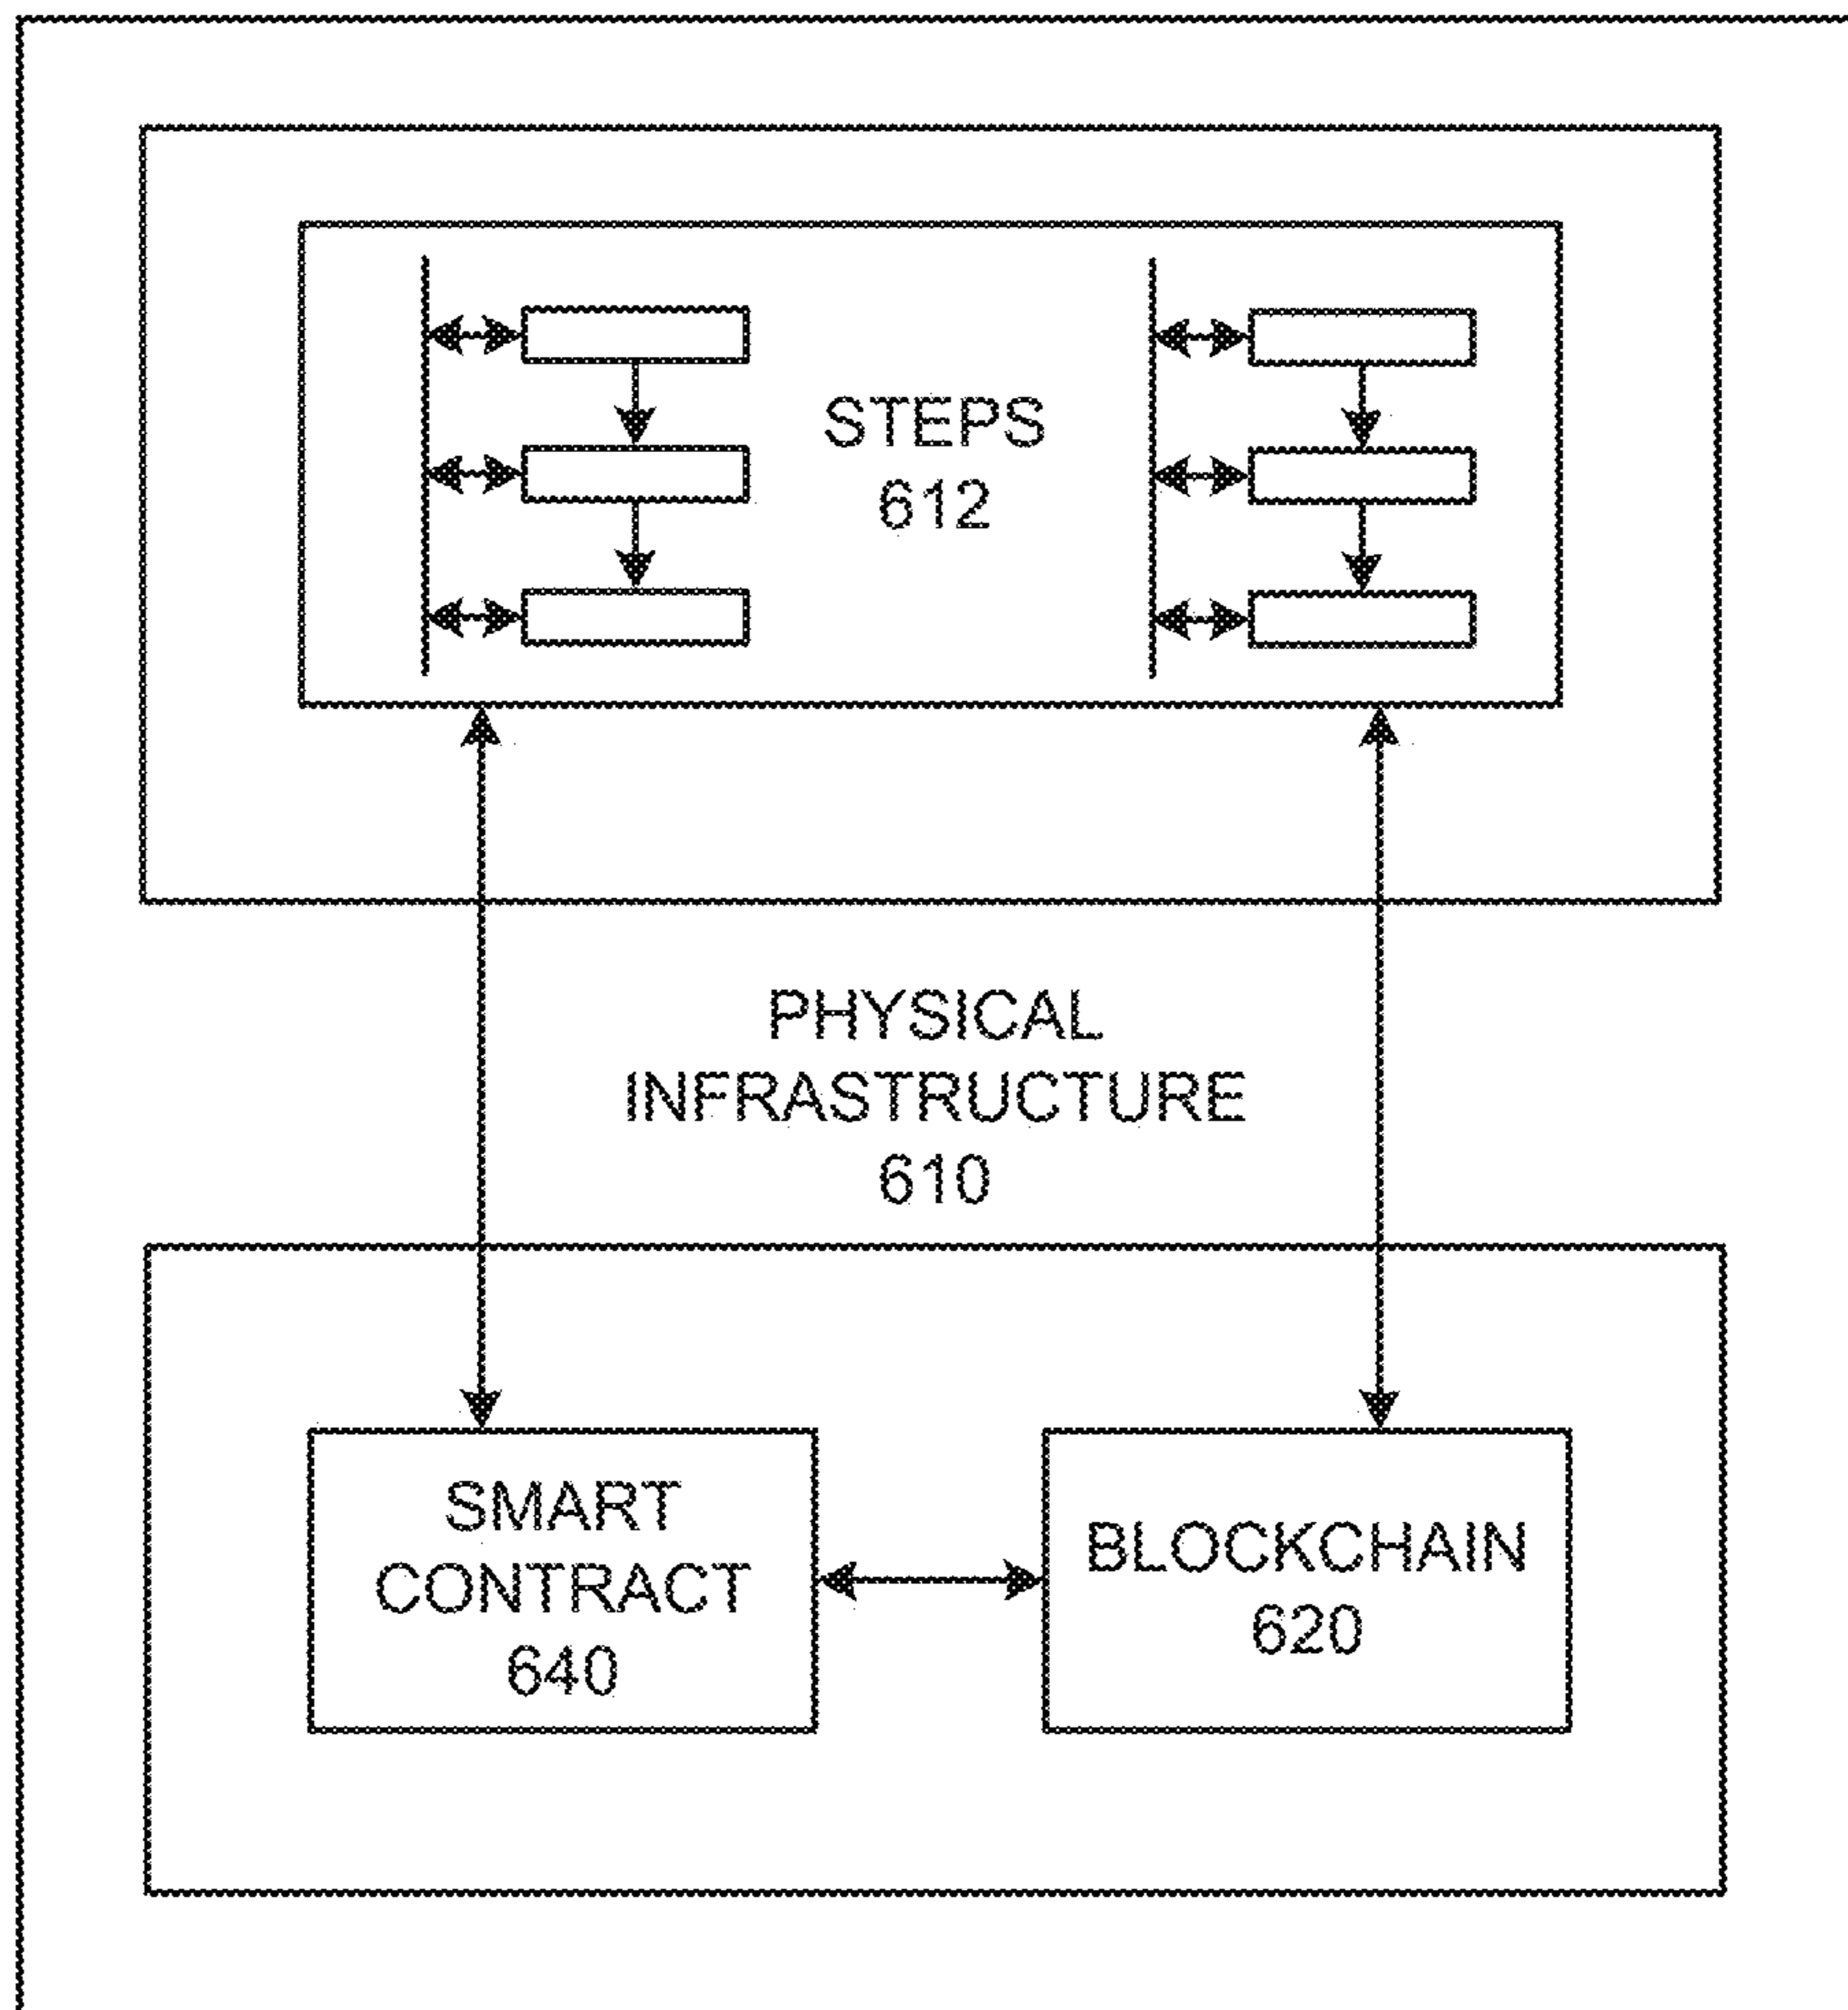 STEPS
612
PHYSICAL
INFRASTRUCTURE
610
SMART
CONTRACT
640
BLOCKCHAIN
620